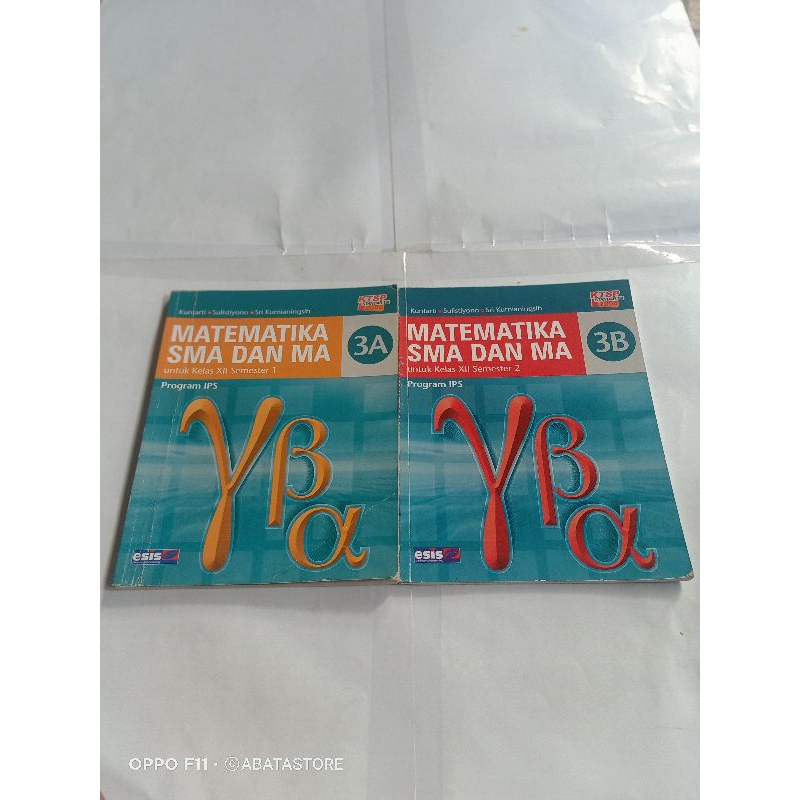 Kuntarti • Sulistiyono • Sri Kurnianingsih
KTSP
MATEMATIKA
SMA DAN MA
3A
untuk Kelas XII Semester 1
Program IPS
γβα
esis
Kuntarti • Sulistiyono • Sri Kurnianingsih
KTSP
MATEMATIKA
SMA DAN MA
3B
untuk Kelas XII Semester 2
Program IPS
γβα
esis
OPPO F11 · ©ABATASTORE